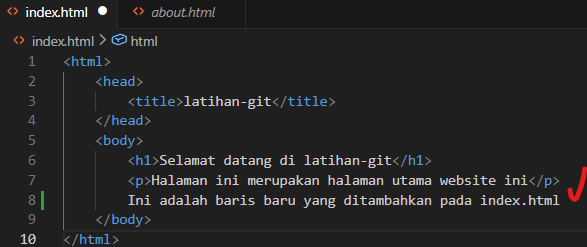 index.html about.html
index.html > html
1 <html>
2 <head>
3 <title>latihan-git</title>
4 </head>
5 <body>
6 <h1>Selamat datang di latihan-git</h1>
7 <p>Halaman ini merupakan halaman utama website ini</p>
8 Ini adalah baris baru yang ditambahkan pada index.html
9 </body>
10 </html>